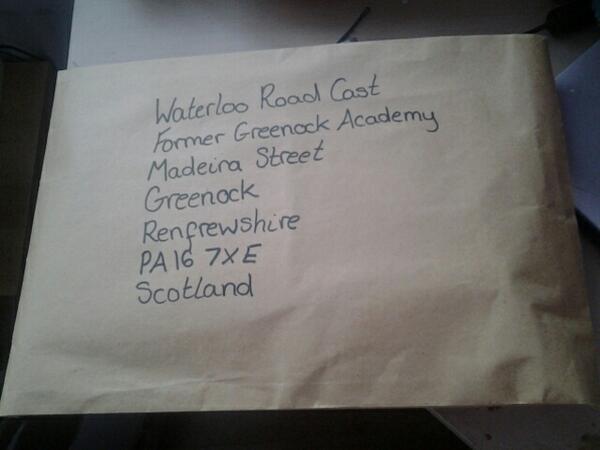 Waterloo Road Cast
Former Greenock Academy
Madeira Street
Greenock
Renfrewshire
PA16 7XE
Scotland